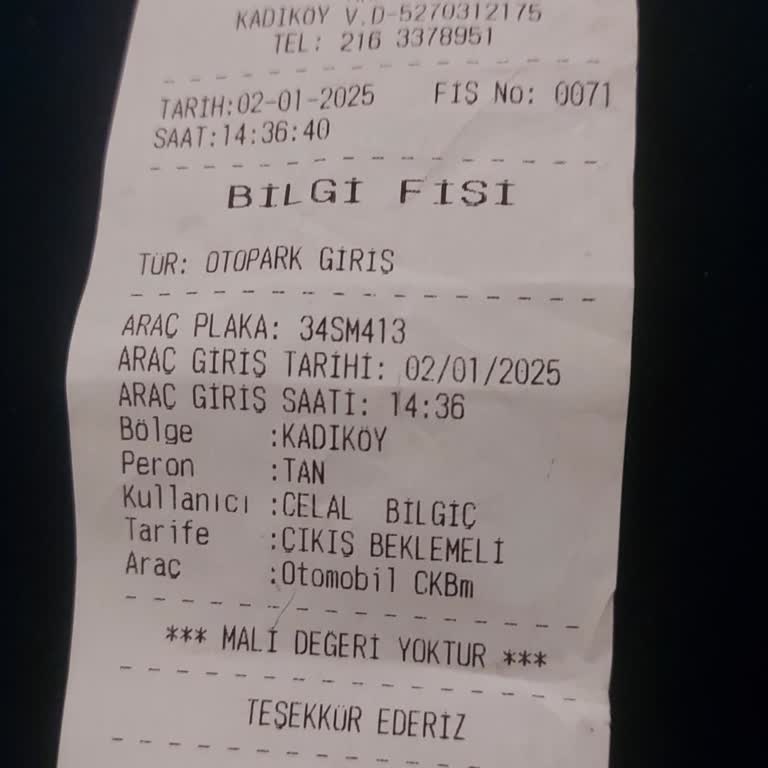 KADIKÖY V.D-5270312175
TEL: 216 3378951
TARİH:02-01-2025 FİŞ No: 0071
SAAT:14:36:40
BİLGİ FİŞİ
TÜR: OTOPARK GİRİŞ
ARAÇ PLAKA: 34SM413
ARAÇ GİRİŞ TARİHİ: 02/01/2025
ARAÇ GİRİŞ SAATİ: 14:36
Bölge :KADIKÖY
Peron :TAN
Kullanıcı :CELAL BİLGİÇ
Tarife :ÇIKIŞ BEKLEMELİ
Araç :Otomobil CKBm
*** MALİ DEĞERİ YOKTUR ***
TEŞEKKÜR EDERİZ